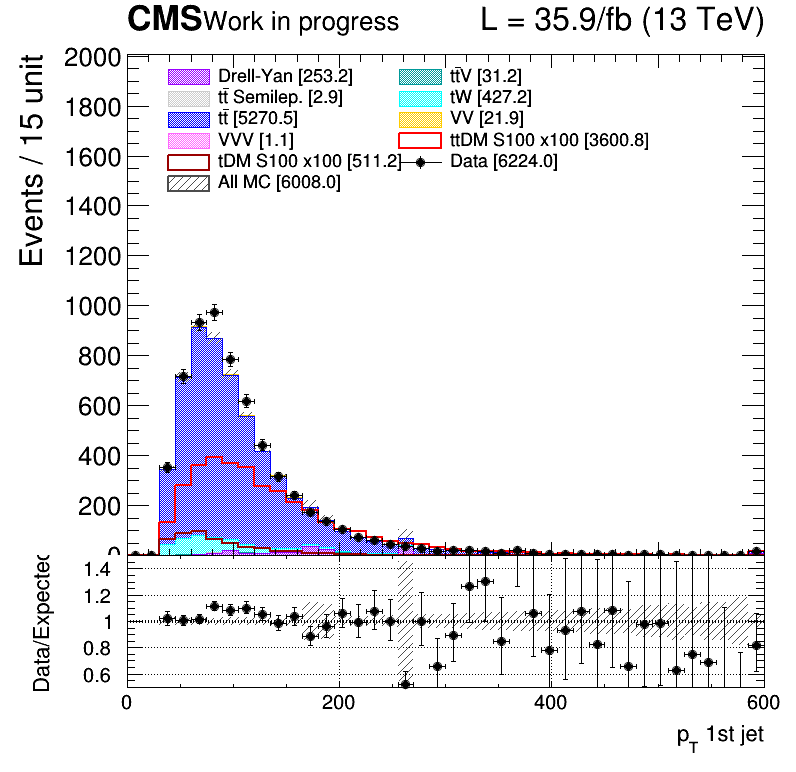 CMS Work in progress L = 35.9/fb (13 TeV)
Events / 15 unit
2000
1800
1600
1400
1200
1000
800
600
400
200
0
Drell-Yan [253.2] tt̄V [31.2]
tt̄ Semilep. [2.9] tW [427.2]
tt̄ [5270.5] VV [21.9]
VVV [1.1] ttDM S100 x100 [3600.8]
tDM S100 x100 [511.2] Data [6224.0]
All MC [6008.0]
Data/Expected
1.4
1.2
1
0.8
0.6
0 200 400 600
p_T 1st jet